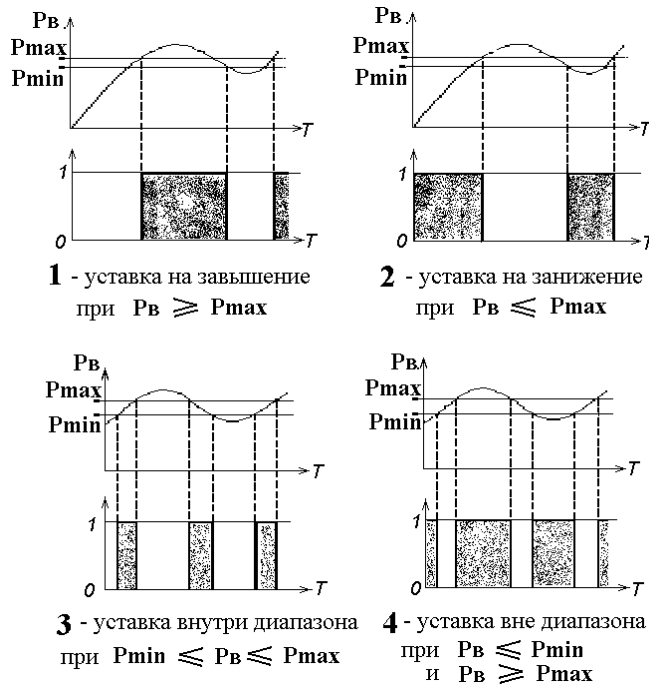 Рв
Pmax
Pmin
T
1
0
T
1 - уставка на завышение
при Рв ⩾ Pmax
Рв
Pmax
Pmin
T
1
0
T
2 - уставка на занижение
при Рв ⩽ Pmax
Рв
Pmax
Pmin
T
1
0
T
3 - уставка внутри диапазона
при Pmin ⩽ Рв ⩽ Pmax
Рв
Pmax
Pmin
T
1
0
T
4 - уставка вне диапазона
при Рв ⩽ Pmin
и Рв ⩾ Pmax